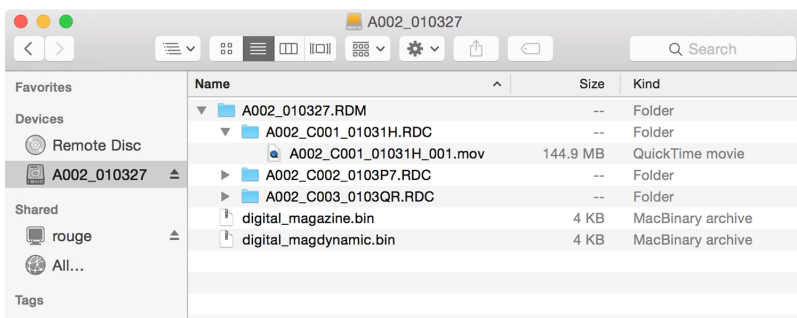 A002_010327
Search
Favorites
Devices
Remote Disc
A002_010327
Shared
rouge
All...
Tags
Name Size Kind
A002_010327.RDM -- Folder
A002_C001_01031H.RDC -- Folder
A002_C001_01031H_001.mov 144.9 MB QuickTime movie
A002_C002_0103P7.RDC -- Folder
A002_C003_0103QR.RDC -- Folder
digital_magazine.bin 4 KB MacBinary archive
digital_magdynamic.bin 4 KB MacBinary archive